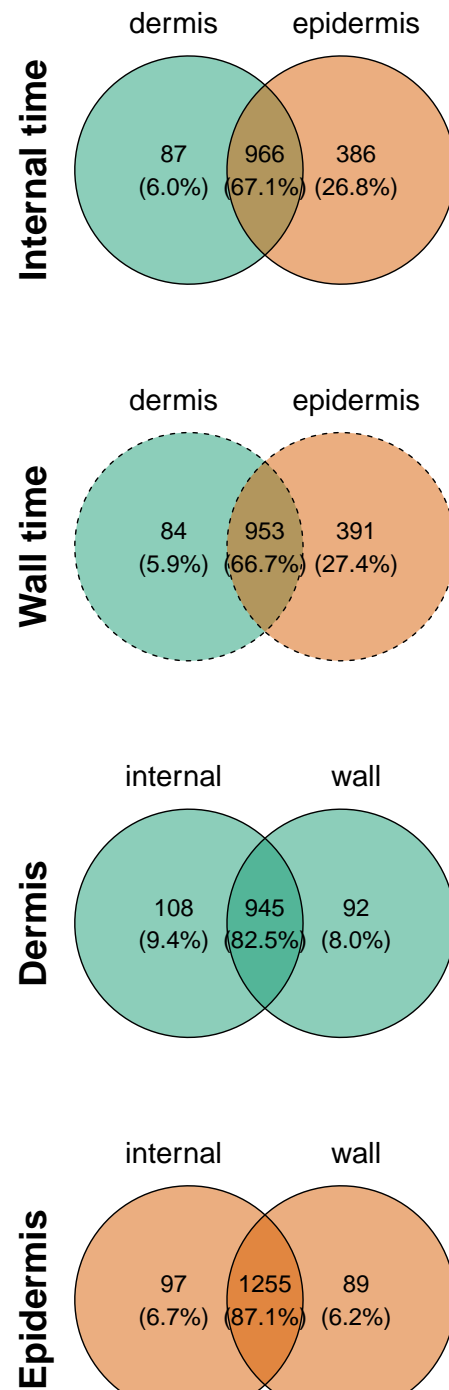 Internal time
dermis epidermis
87 966 386
(6.0%) (67.1%) (26.8%)
Wall time
dermis epidermis
84 953 391
(5.9%) (66.7%) (27.4%)
Dermis
internal wall
108 945 92
(9.4%) (82.5%) (8.0%)
Epidermis
internal wall
97 1255 89
(6.7%) (87.1%) (6.2%)